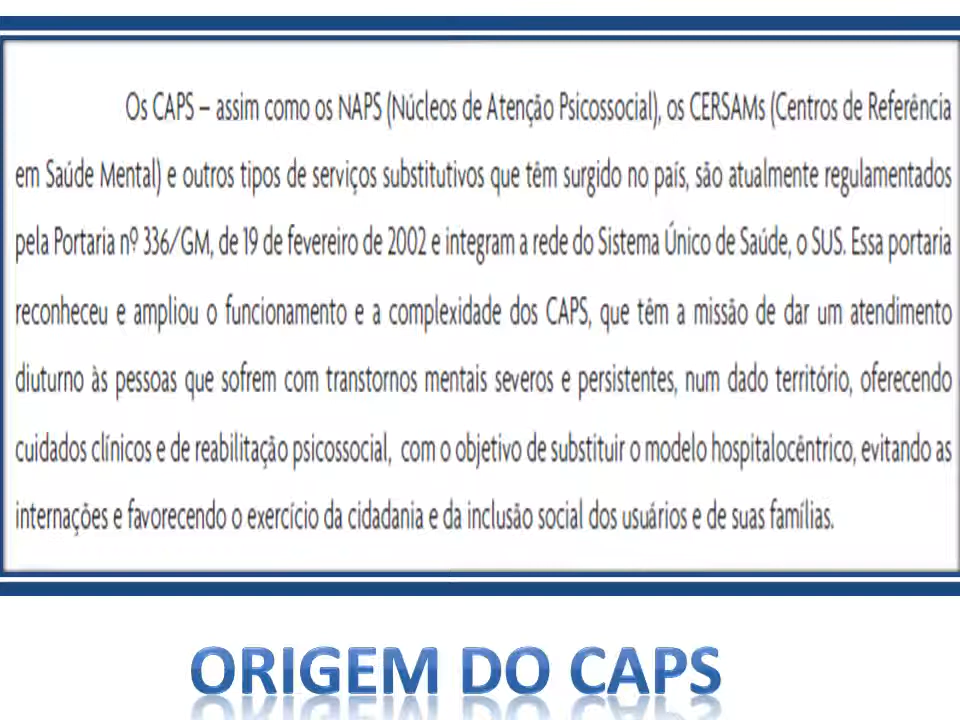 Os CAPS – assim como os NAPS (Núcleos de Atenção Psicossocial), os CERSAMs (Centros de Referência
em Saúde Mental) e outros tipos de serviços substitutivos que têm surgido no país, são atualmente regulamentados
pela Portaria nº 336/GM, de 19 de fevereiro de 2002 e integram a rede do Sistema Único de Saúde, o SUS. Essa portaria
reconheceu e ampliou o funcionamento e a complexidade dos CAPS, que têm a missão de dar um atendimento
diuturno às pessoas que sofrem com transtornos mentais severos e persistentes, num dado território, oferecendo
cuidados clínicos e de reabilitação psicossocial, com o objetivo de substituir o modelo hospitalocêntrico, evitando as
internações e favorecendo o exercício da cidadania e da inclusão social dos usuários e de suas famílias.
ORIGEM DO CAPS